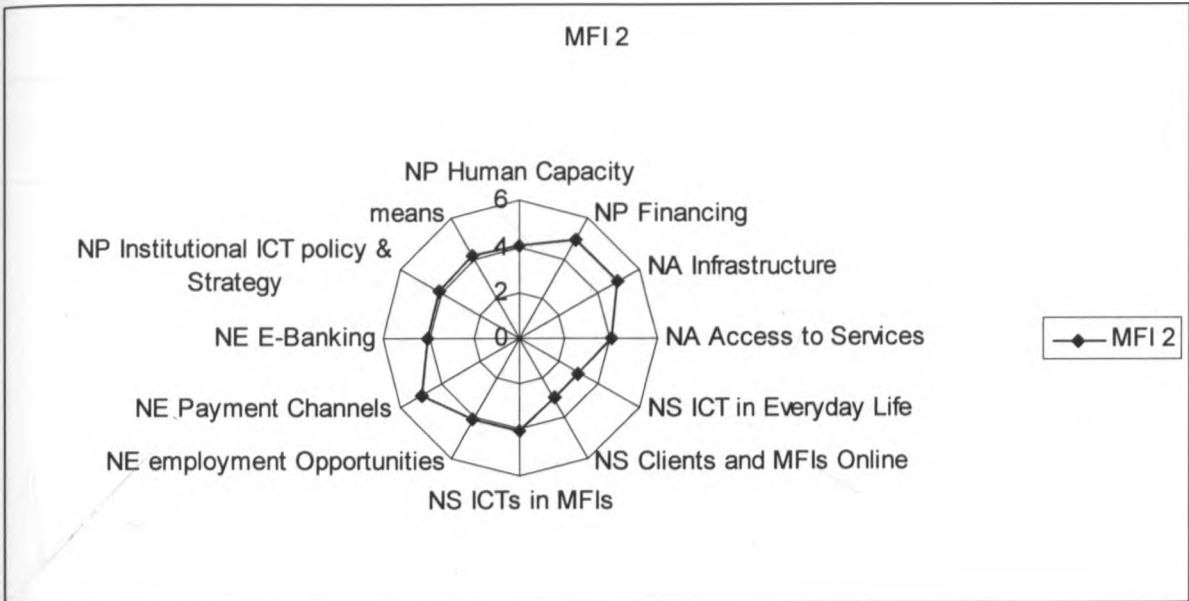 MFI 2
NP Human Capacity
6
means
NP Financing
NP Institutional ICT policy &
Strategy
4
NA Infrastructure
2
NE E-Banking
0
NA Access to Services
MFI 2
NE Payment Channels
NS ICT in Everyday Life
NE employment Opportunities
NS Clients and MFIs Online
NS ICTs in MFIs